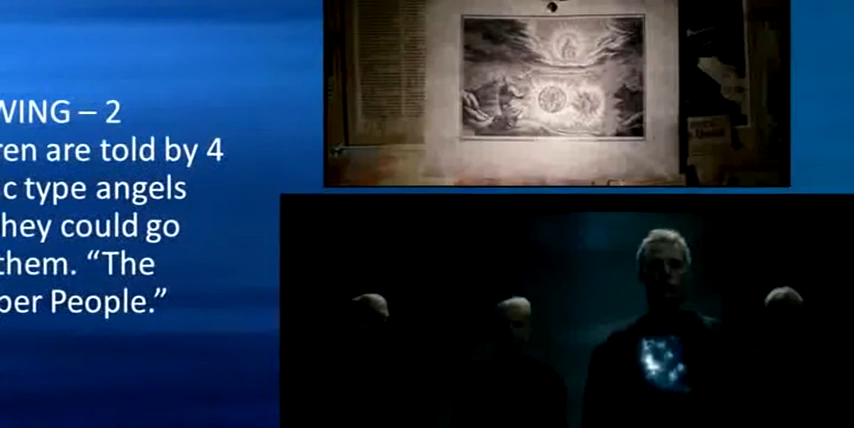 WING – 2
ren are told by 4
c type angels
hey could go
them. “The
per People.”